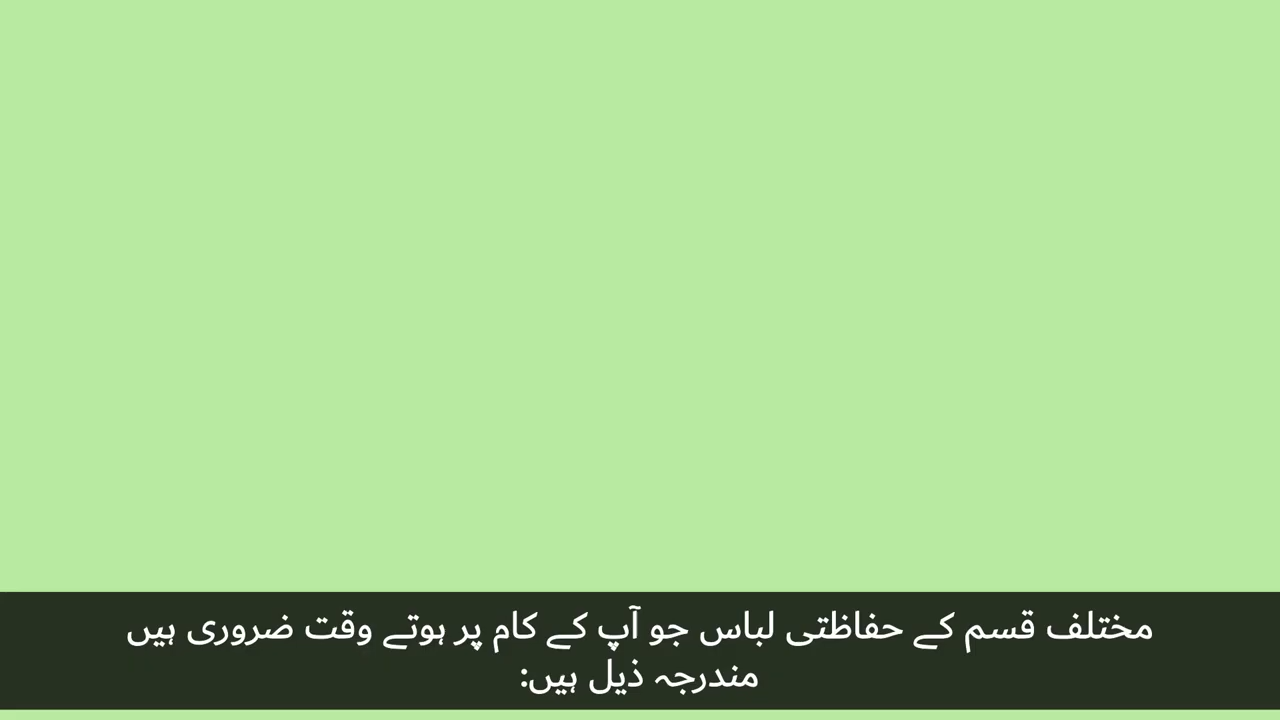 مختلف قسم کے حفاظتی لباس جو آپ کے کام پر ہوتے وقت ضروری ہیں
مندرجہ ذیل ہیں: